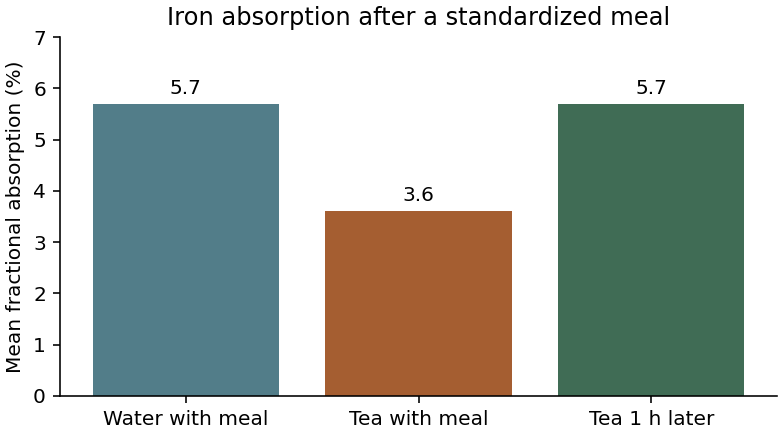 Iron absorption after a standardized meal
Mean fractional absorption (%)
7
6
5
4
3
2
1
0
5.7
3.6
5.7
Water with meal
Tea with meal
Tea 1 h later